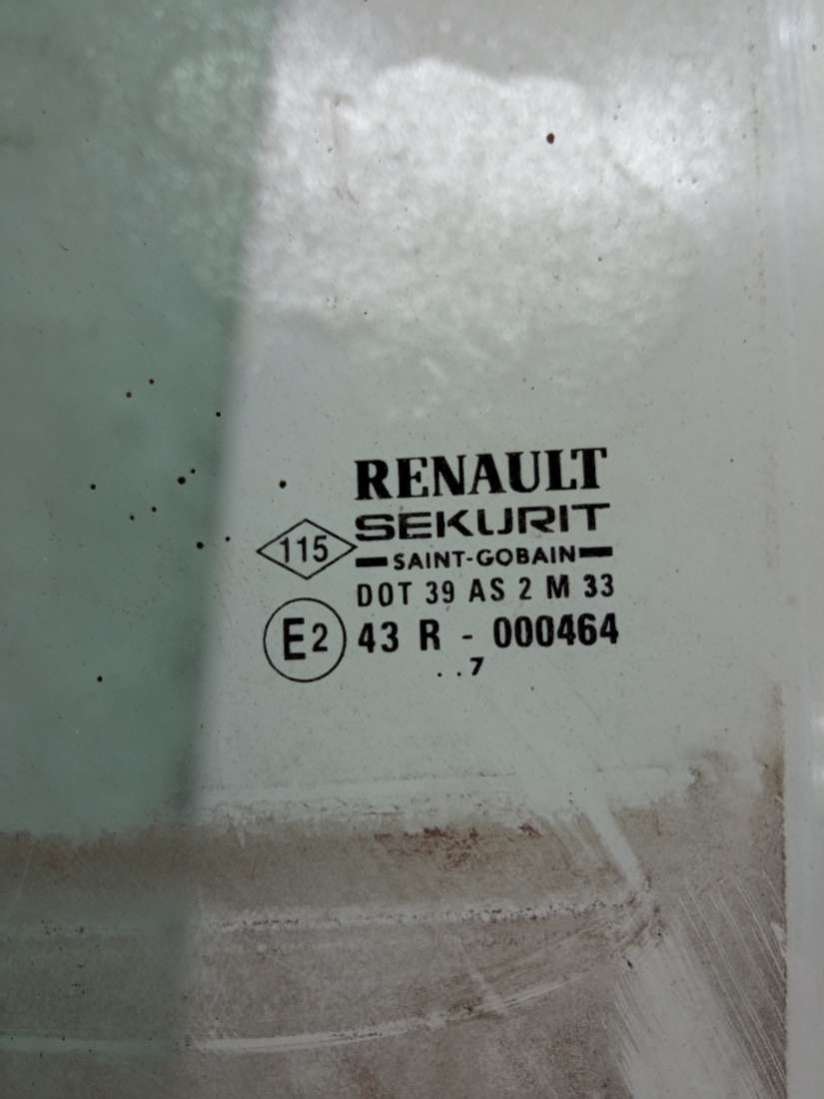 RENAULT
SEKURIT
115
SAINT-GOBAIN
DOT 39 AS 2 M 33
E2 43 R - 000464
..7